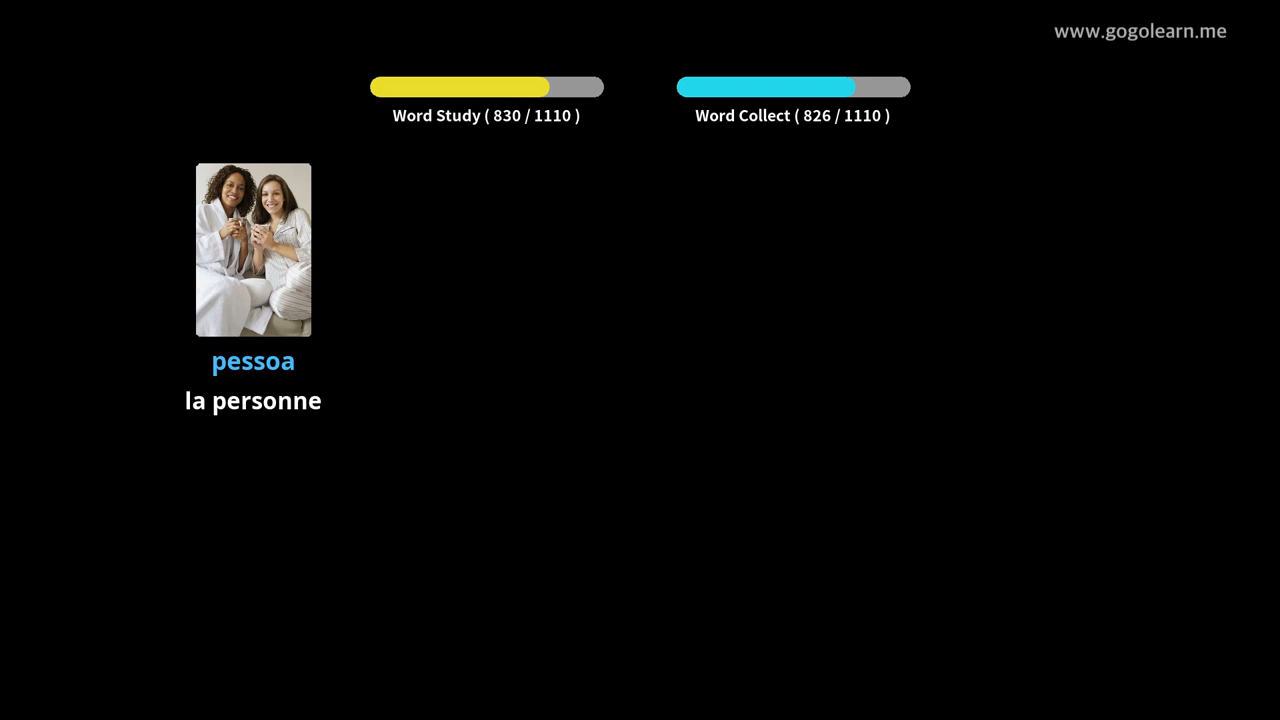 www.gogolearn.me
Word Study ( 830 / 1110 )
Word Collect ( 826 / 1110 )
pessoa
la personne